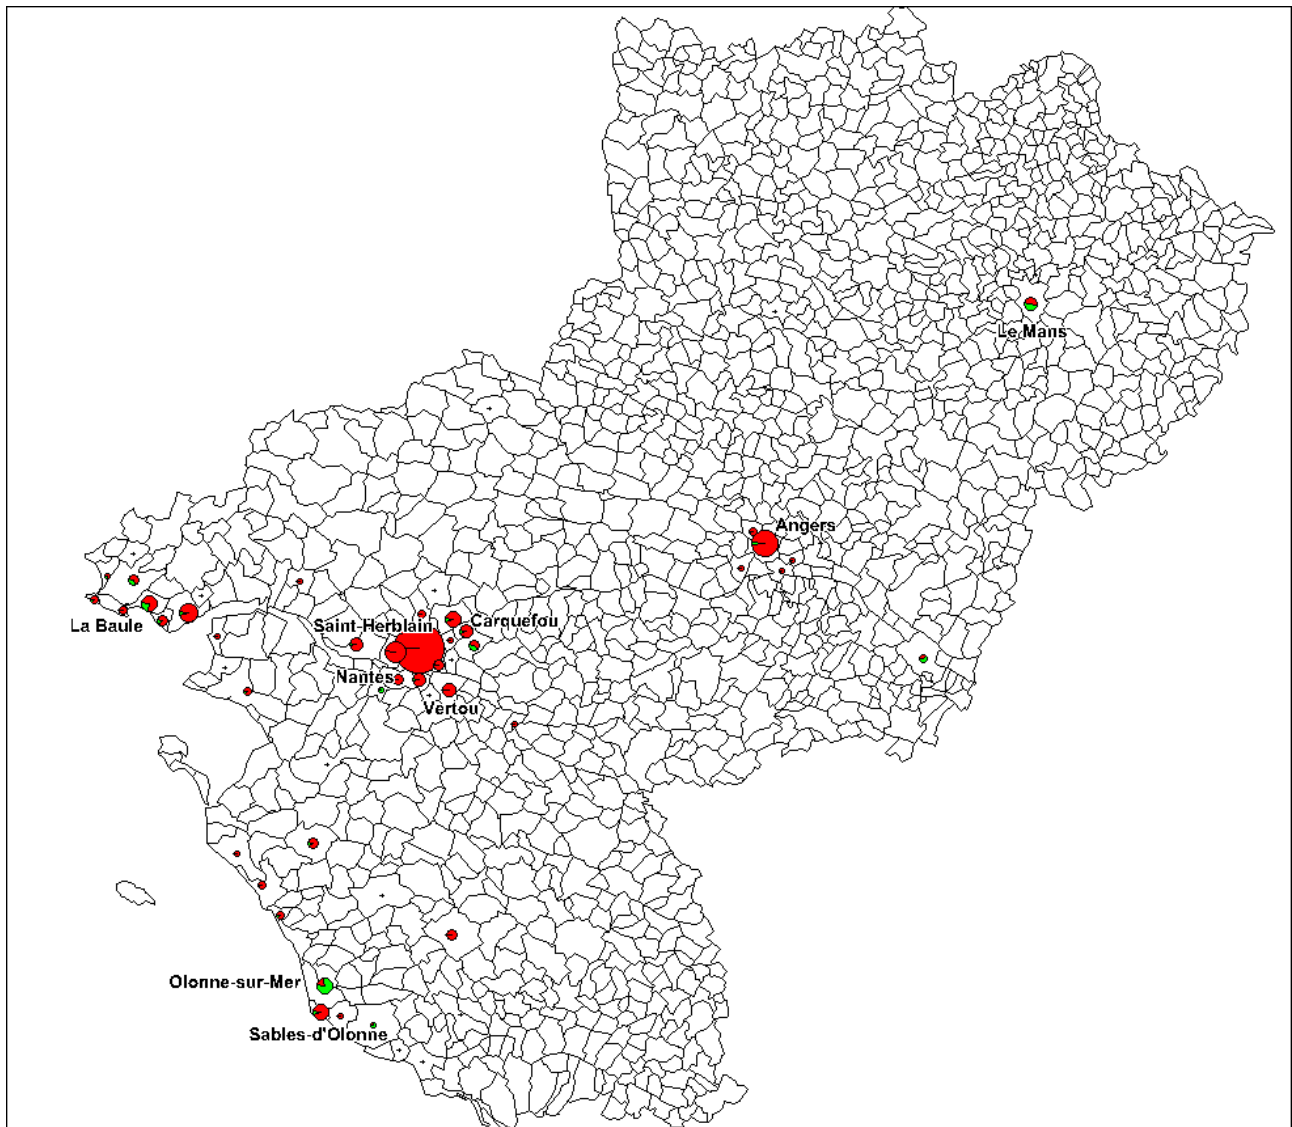 Le Mans
Angers
Saint-Herblain
Carquefou
La Baule
Nantes
Vertou
Olonne-sur-Mer
Sables-d'Olonne